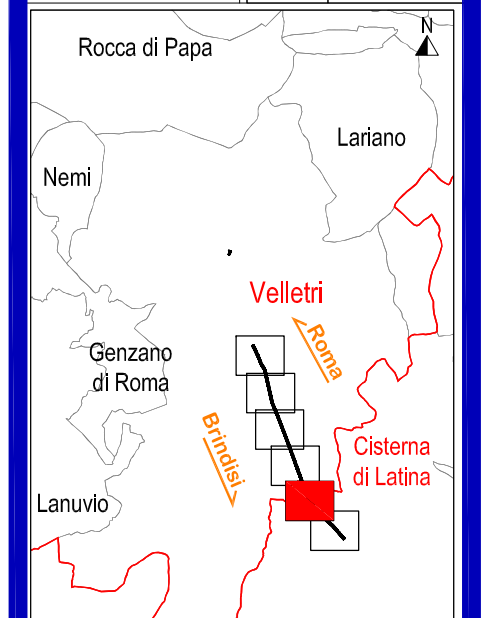 N
Rocca di Papa
Lariano
Nemi
Velletri
Roma
Genzano
di Roma
Brindisi
Cisterna
di Latina
Lanuvio